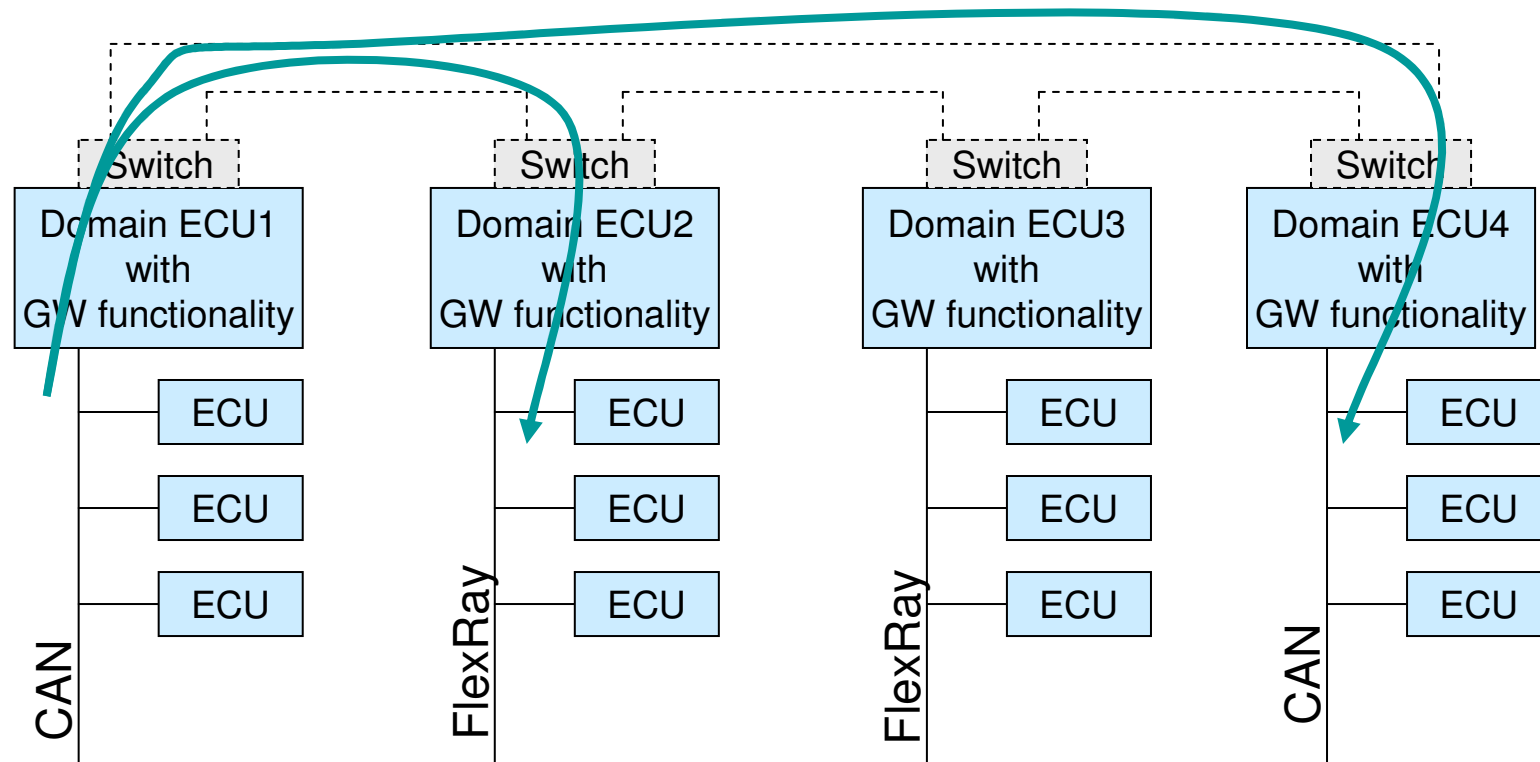 Switch
Switch
Switch
Switch
Domain ECU1
with
GW functionality
Domain ECU2
with
GW functionality
Domain ECU3
with
GW functionality
Domain ECU4
with
GW functionality
ECU
ECU
ECU
ECU
ECU
ECU
ECU
ECU
ECU
ECU
ECU
ECU
CAN
FlexRay
FlexRay
CAN